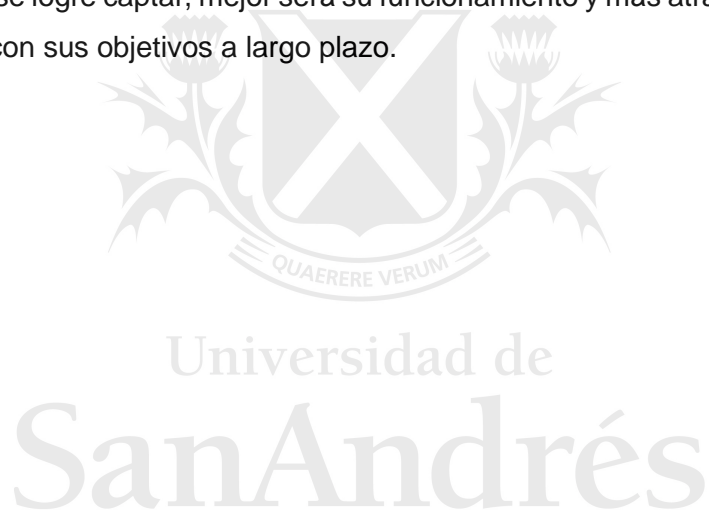 se logre captar, mejor será su funcionamiento y más
con sus objetivos a largo plazo.
QUAERERE VERUM
Universidad de
SanAndrés